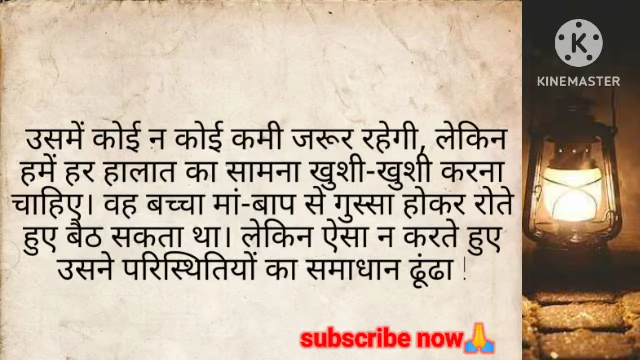 उसमें कोई न कोई कमी जरूर रहेगी, लेकिन
हमें हर हालात का सामना खुशी-खुशी करना
चाहिए। वह बच्चा मां-बाप से गुस्सा होकर रोते
हुए बैठ सकता था। लेकिन ऐसा न करते हुए
उसने परिस्थितियों का समाधान ढूंढा !
subscribe now🙏
K
KINEMASTER